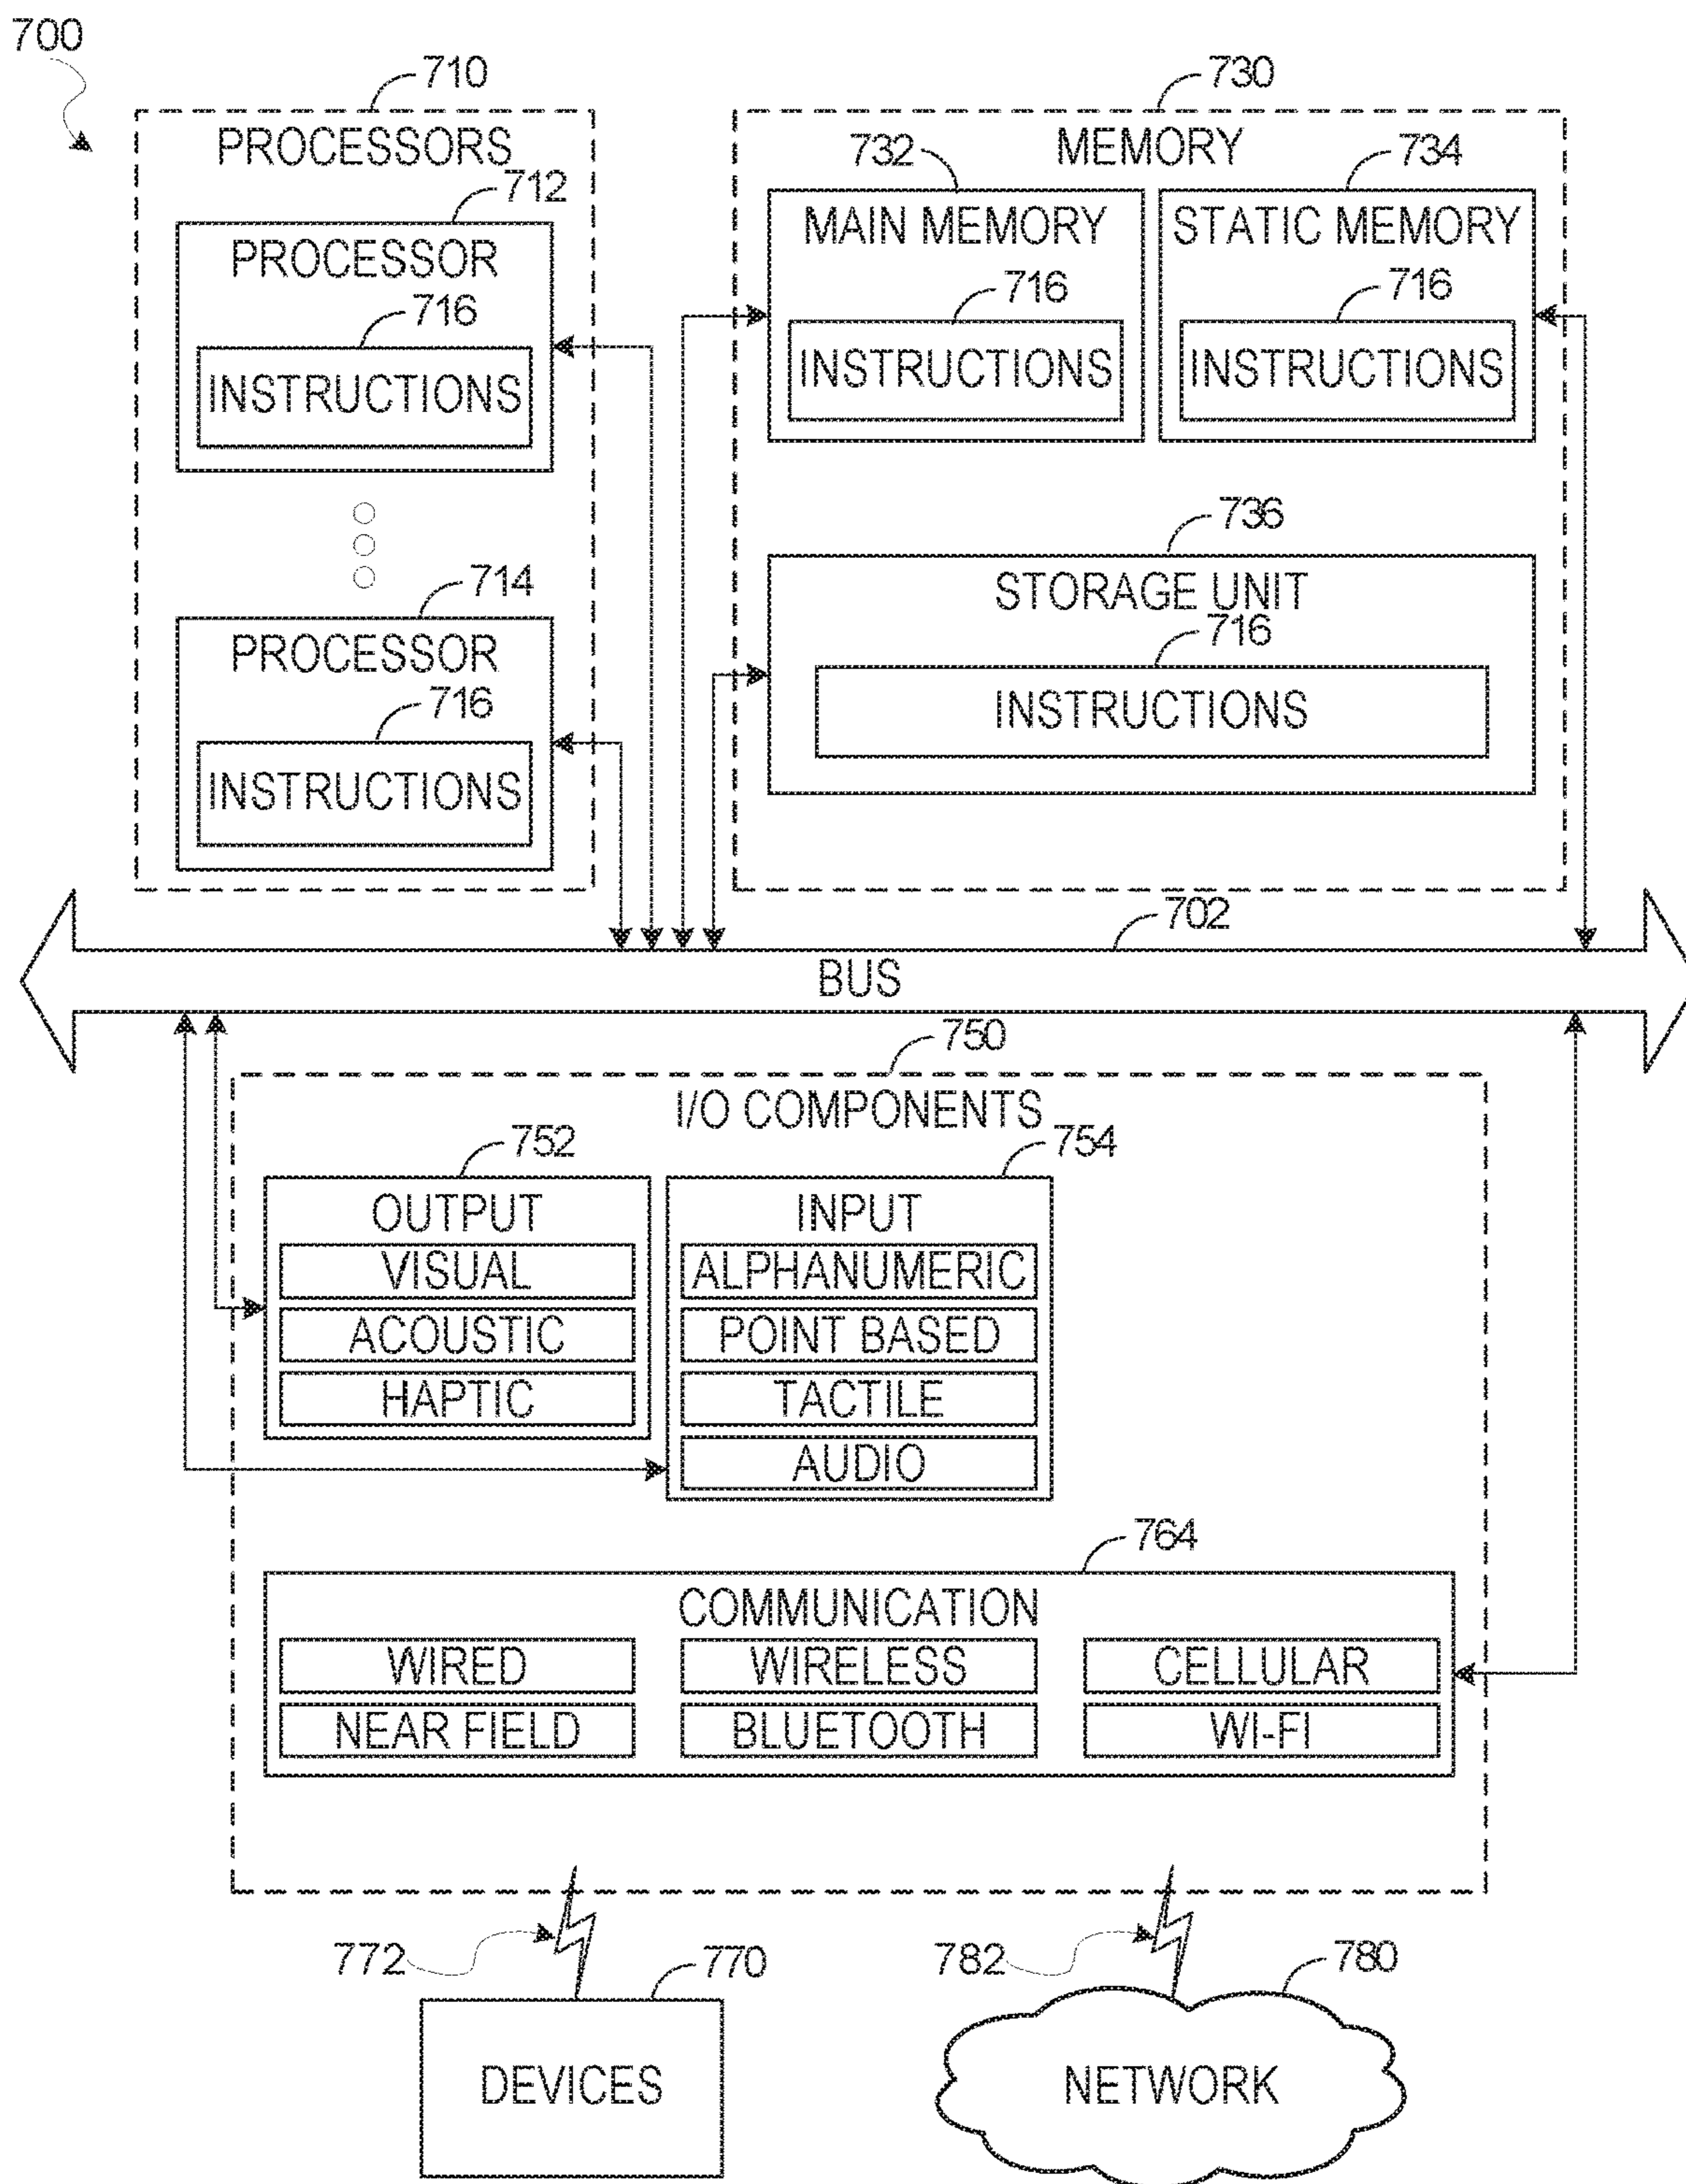 700
710
730
PROCESSORS
MEMORY
732
734
712
PROCESSOR
MAIN MEMORY
STATIC MEMORY
716
716
716
INSTRUCTIONS
INSTRUCTIONS
INSTRUCTIONS
736
714
STORAGE UNIT
PROCESSOR
716
716
INSTRUCTIONS
INSTRUCTIONS
702
BUS
750
I/O COMPONENTS
752
754
OUTPUT
INPUT
VISUAL
ALPHANUMERIC
ACOUSTIC
POINT BASED
HAPTIC
TACTILE
AUDIO
764
COMMUNICATION
WIRED
WIRELESS
CELLULAR
NEAR FIELD
BLUETOOTH
WI-FI
772
770
782
780
DEVICES
NETWORK